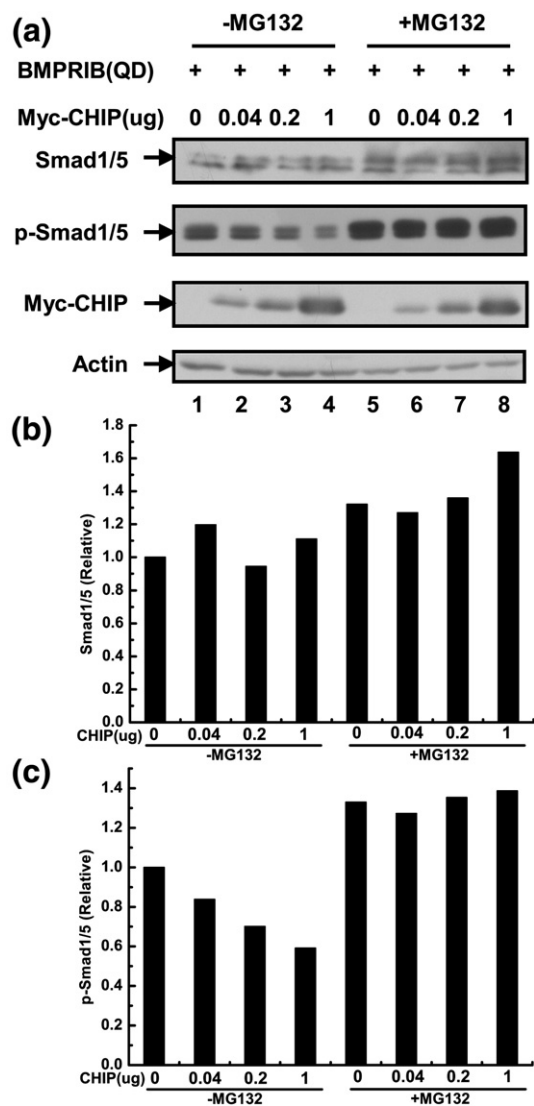 (a)
-MG132 +MG132
BMPRIB(QD) + + + + + + + +
Myc-CHIP(ug) 0 0.04 0.2 1 0 0.04 0.2 1
Smad1/5
p-Smad1/5
Myc-CHIP
Actin
1 2 3 4 5 6 7 8
(b)
Smad1/5 (Relative)
1.6
1.4
1.2
1.0
0.8
0.6
0.4
0.2
0.0
CHIP(ug) 0 0.04 0.2 1 0 0.04 0.2 1
-MG132 +MG132
(c)
p-Smad1/5 (Relative)
1.4
1.2
1.0
0.8
0.6
0.4
0.2
0.0
CHIP(ug) 0 0.04 0.2 1 0 0.04 0.2 1
-MG132 +MG132